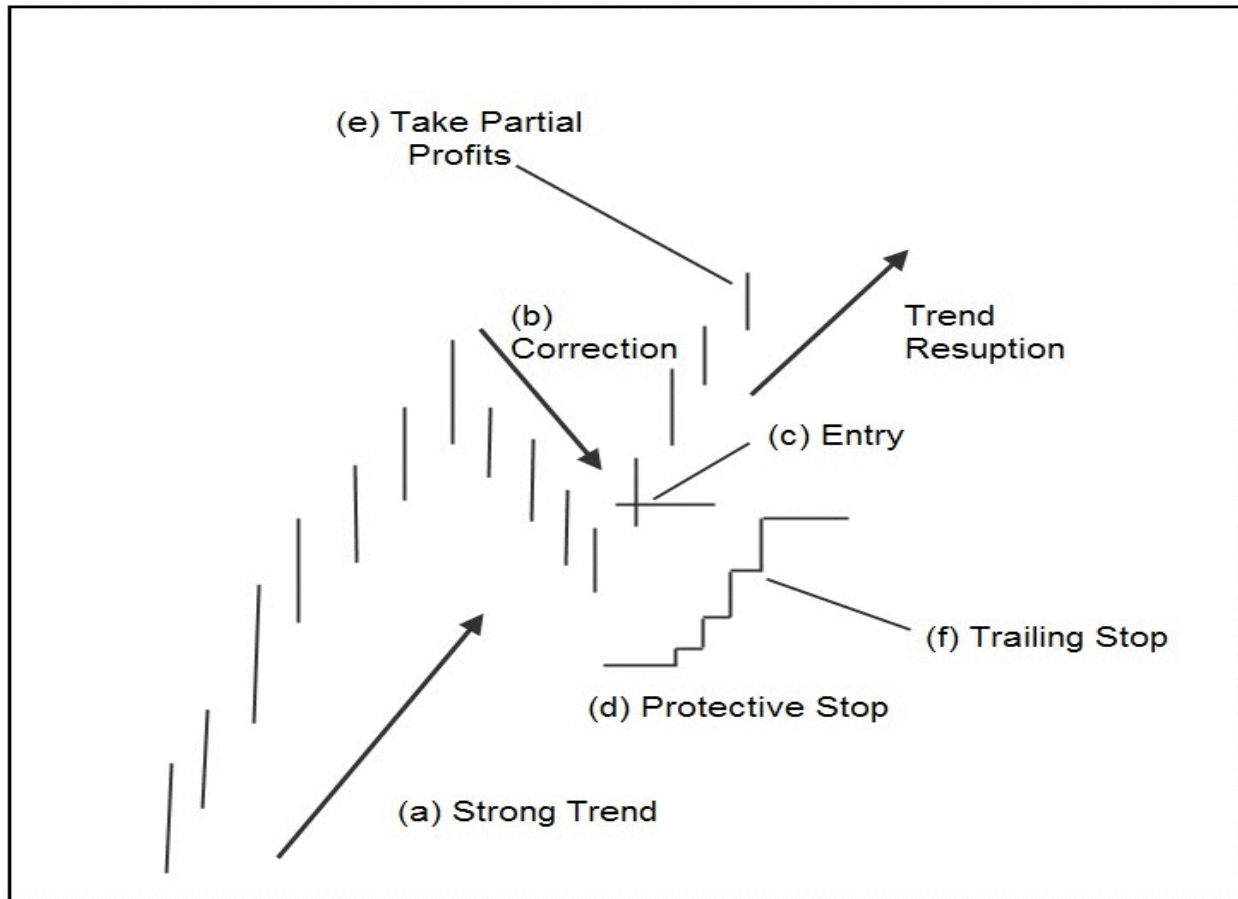 (e) Take Partial
Profits
(b)
Correction
Trend
Resuption
(c) Entry
(f) Trailing Stop
(d) Protective Stop
(a) Strong Trend